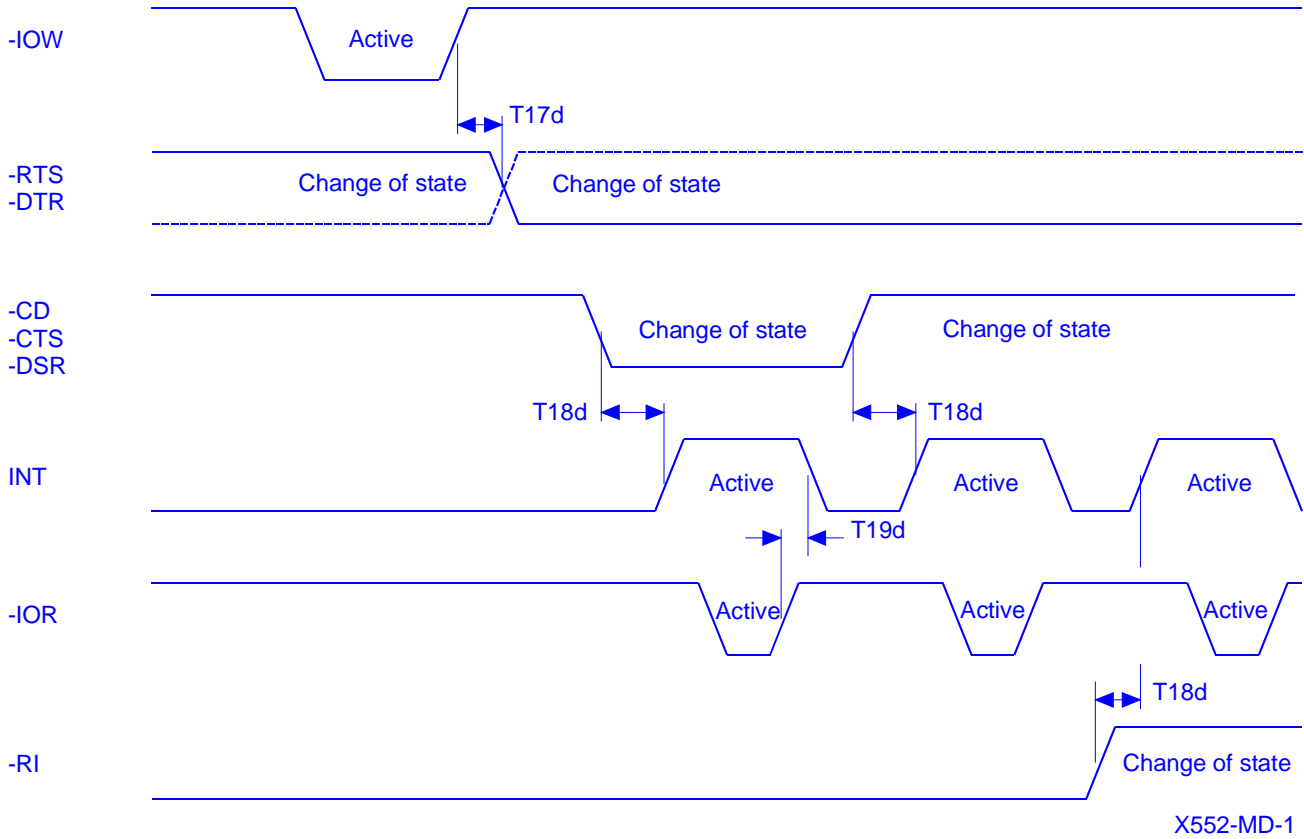 -IOW
Active
T17d
-RTS
-DTR
Change of state
Change of state
-CD
-CTS
-DSR
Change of state
Change of state
T18d
T18d
INT
Active
Active
Active
T19d
-IOR
Active
Active
Active
T18d
-RI
Change of state
X552-MD-1